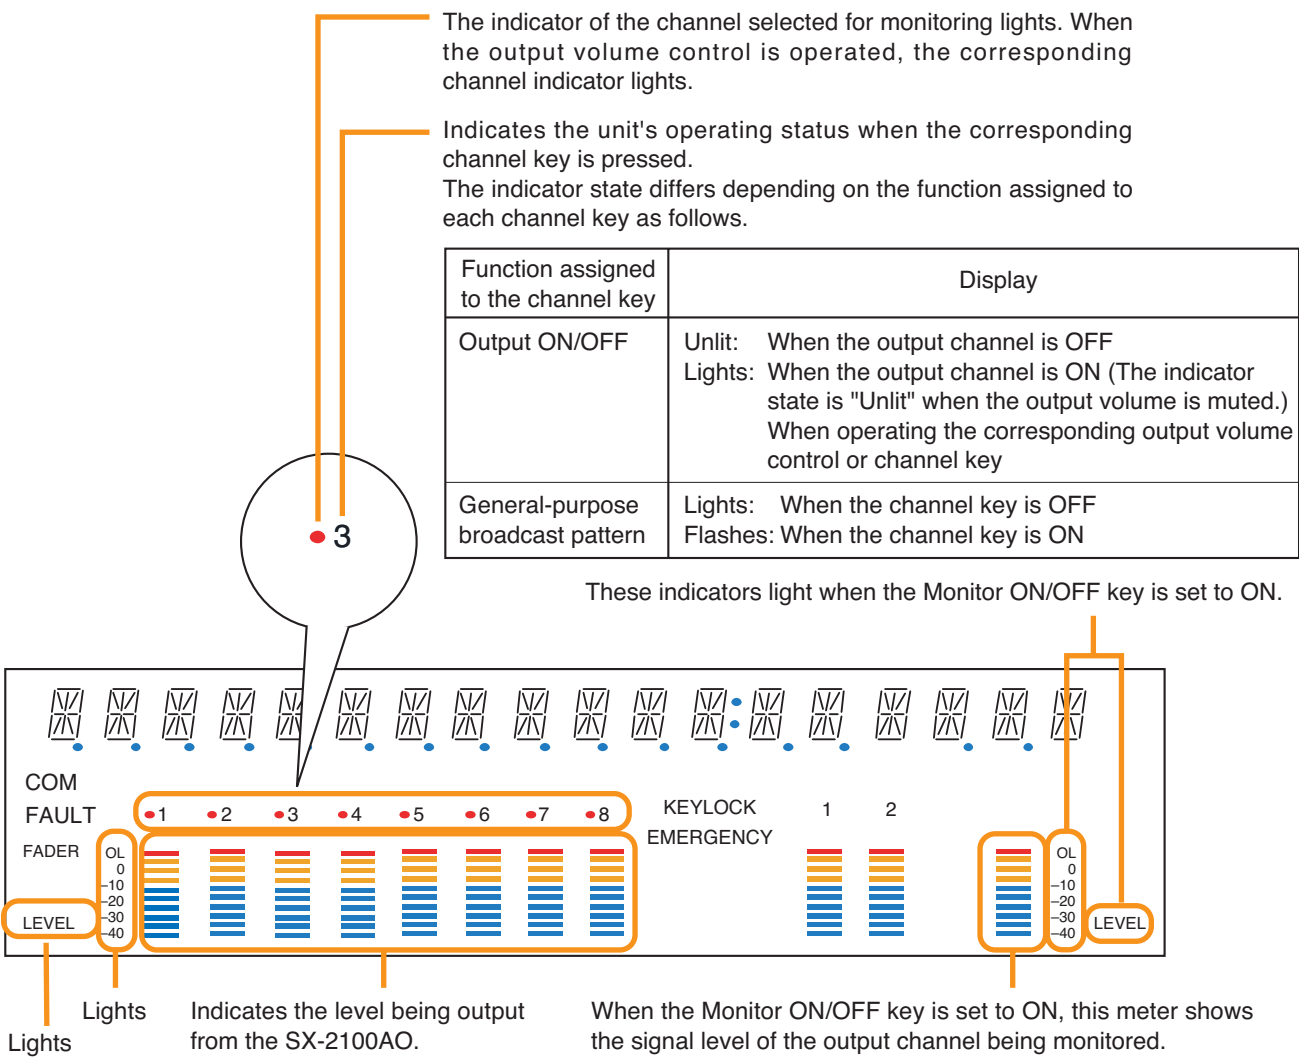 The indicator of the channel selected for monitoring lights. When
the output volume control is operated, the corresponding
channel indicator lights.
Indicates the unit's operating status when the corresponding
channel key is pressed.
The indicator state differs depending on the function assigned to
each channel key as follows.
Function assigned
to the channel key
Display
Output ON/OFF
Unlit: When the output channel is OFF
Lights: When the output channel is ON (The indicator
state is "Unlit" when the output volume is muted.)
When operating the corresponding output volume
control or channel key
General-purpose
broadcast pattern
Lights: When the channel key is OFF
Flashes: When the channel key is ON
3
These indicators light when the Monitor ON/OFF key is set to ON.
COM
FAULT
1 2 3 4 5 6 7 8
KEYLOCK
EMERGENCY
1 2
FADER
LEVEL
OL
0
–10
–20
–30
–40
OL
0
–10
–20
–30
–40
LEVEL
Lights
Lights
Indicates the level being output
from the SX-2100AO.
When the Monitor ON/OFF key is set to ON, this meter shows
the signal level of the output channel being monitored.